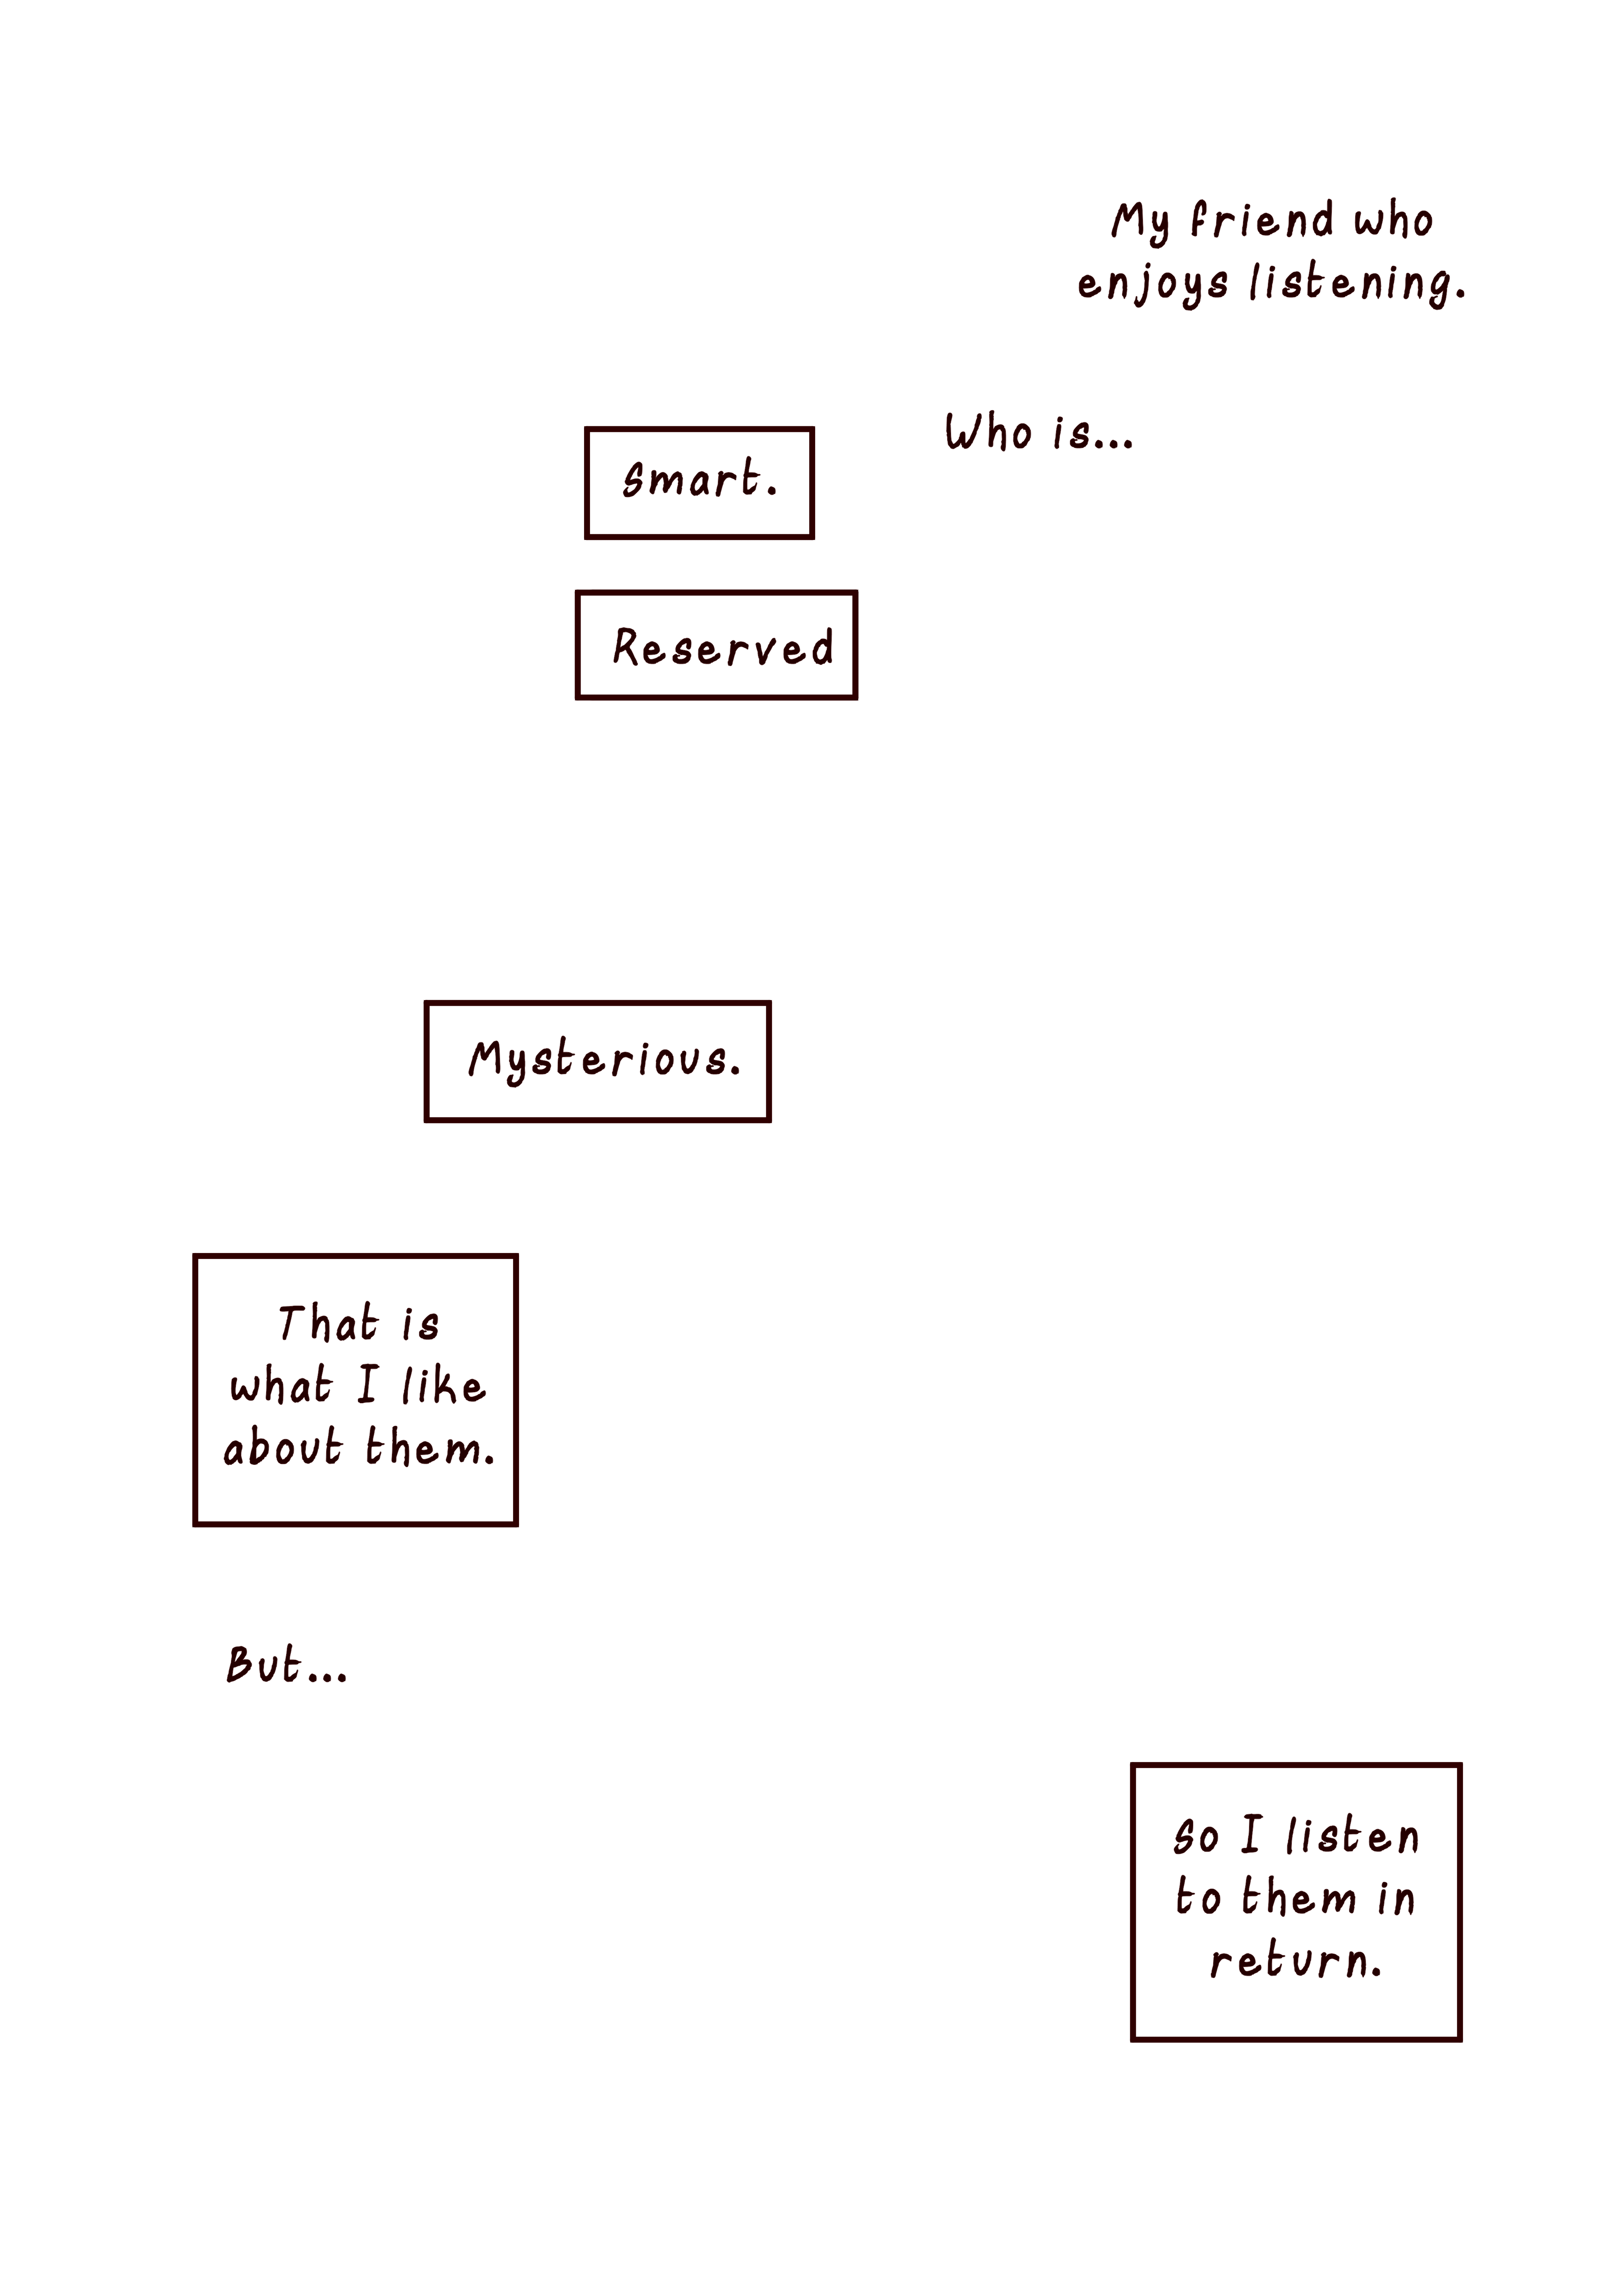 My friend who
enjoys listening.
Who is...
Smart.
Reserved
Mysterious.
That is
what I like
about them.
But...
So I listen
to them in
return.